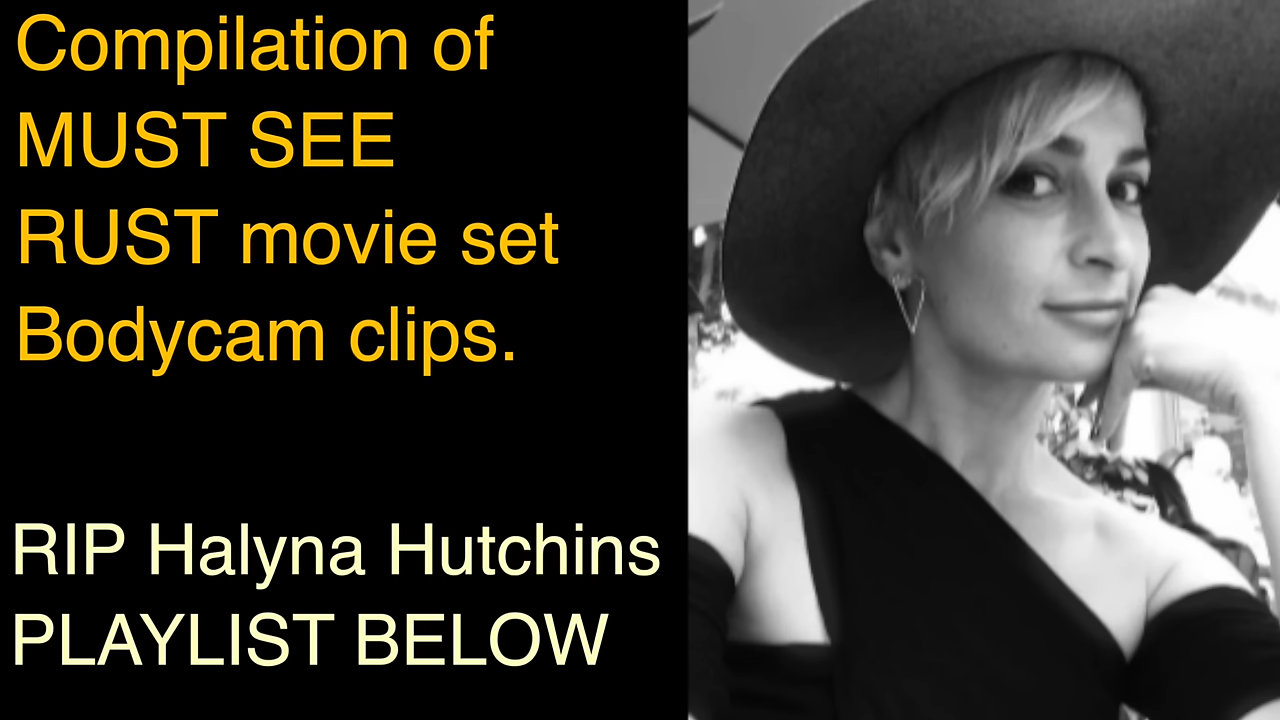 Compilation of
MUST SEE
RUST movie set
Bodycam clips.
RIP Halyna Hutchins
PLAYLIST BELOW